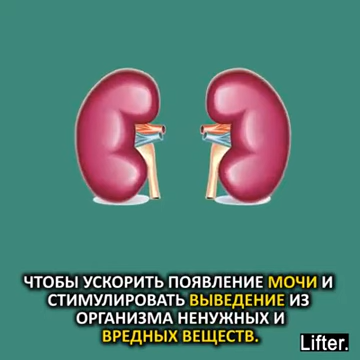 ЧТОБЫ УСКОРИТЬ ПОЯВЛЕНИЕ МОЧИ И
СТИМУЛИРОВАТЬ ВЫВЕДЕНИЕ ИЗ
ОРГАНИЗМА НЕНУЖНЫХ И
ВРЕДНЫХ ВЕЩЕСТВ.
Lifter.